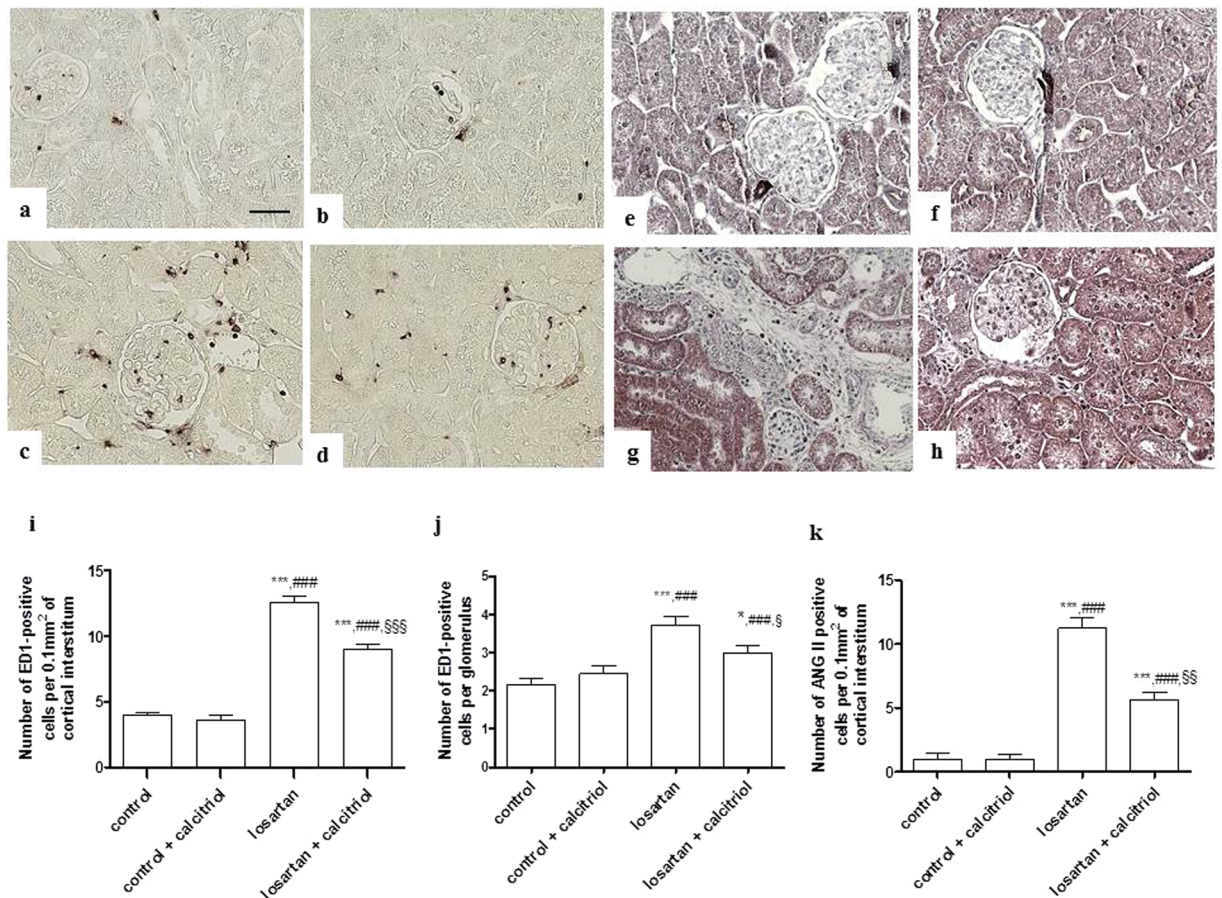 a
b
e
f
c
d
g
h
i
j
k
Number of ED1-positive
cells per 0.1mm² of
cortical interstitum
15
10
5
0
***,###
***,###,§§§
control
control + calcitriol
losartan
losartan + calcitriol
Number of ED1-positive
cells per glomerulus
5
4
3
2
1
0
***,###
*,###,§
control
control + calcitriol
losartan
losartan + calcitriol
Number of ANG II positive
cells per 0.1mm² of
cortical interstitum
15
10
5
0
***,###
***,###,§§
control
control + calcitriol
losartan
losartan + calcitriol